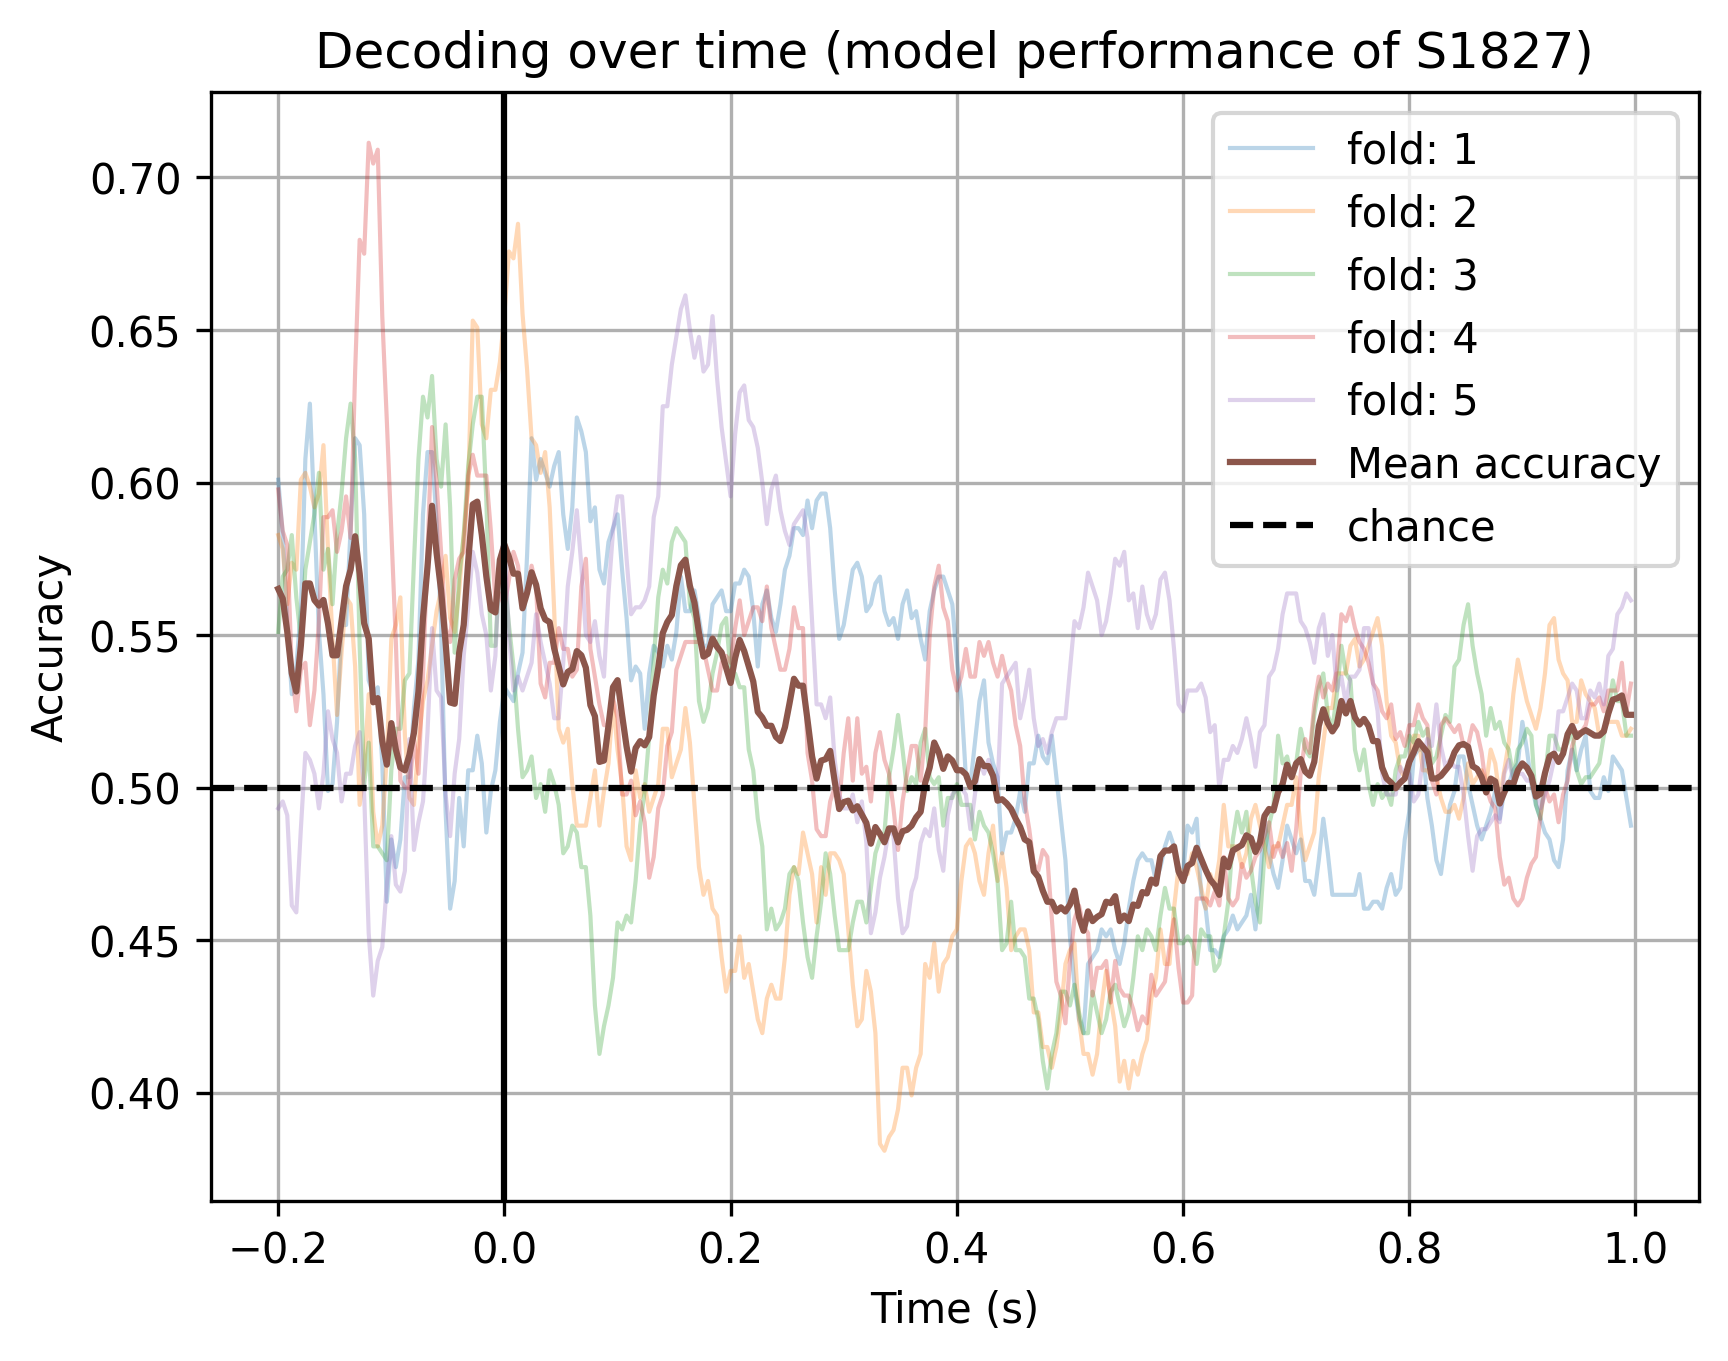 Decoding over time (model performance of S1827)
fold: 1
fold: 2
fold: 3
fold: 4
fold: 5
Mean accuracy
chance
Accuracy
0.70
0.65
0.60
0.55
0.50
0.45
0.40
−0.2 0.0 0.2 0.4 0.6 0.8 1.0
Time (s)